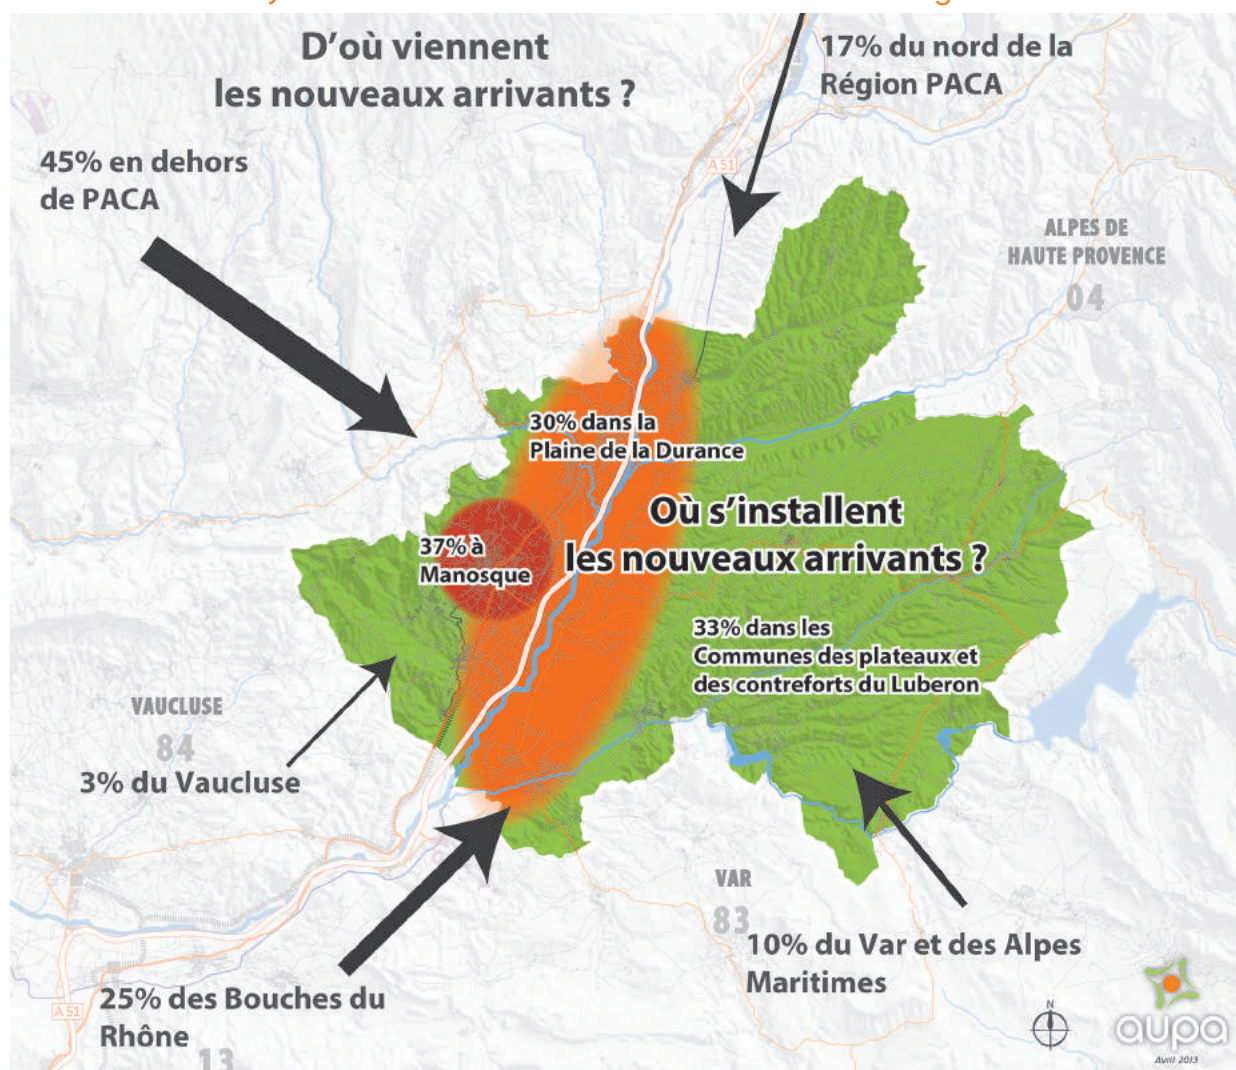 D'où viennent
les nouveaux arrivants ?
17% du nord de la
Région PACA
45% en dehors
de PACA
A 51
ALPES DE
HAUTE PROVENCE
04
30% dans la
Plaine de la Durance
Où s'installent
les nouveaux arrivants ?
37% à
Manosque
33% dans les
Communes des plateaux et
des contreforts du Luberon
VAUCLUSE
84
3% du Vaucluse
VAR
83
10% du Var et des Alpes
Maritimes
25% des Bouches du
Rhône
A 51
13
N
aupa
Avril 2013